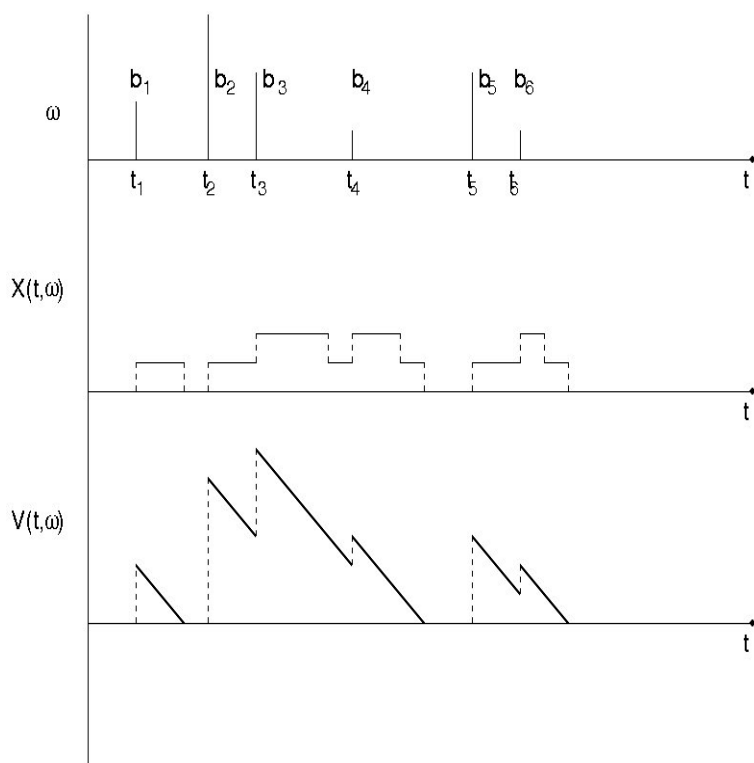 b₁ b₂ b₃ b₄ b₅ b₆
ω
t₁ t₂ t₃ t₄ t₅ t₆ t
X(t,ω)
t
V(t,ω)
t